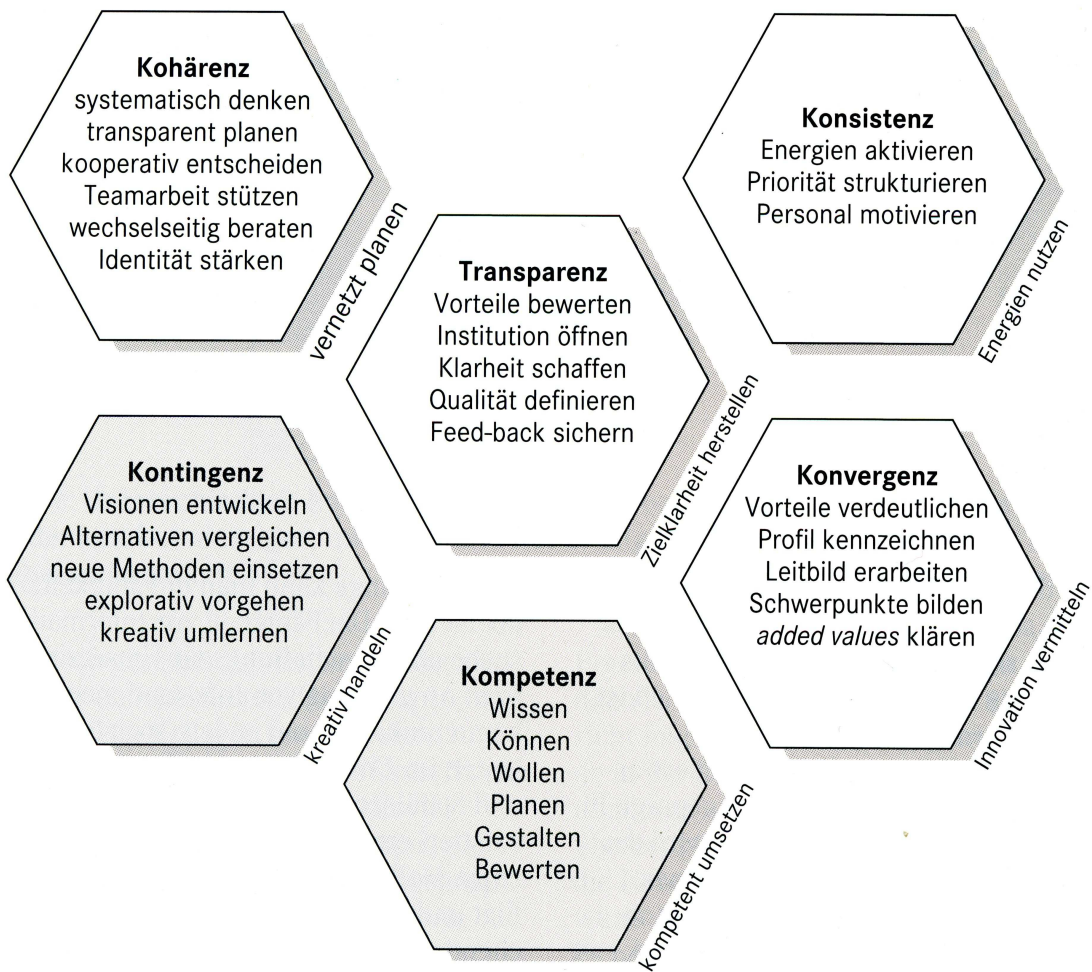 Kohärenz
systematisch denken
transparent planen
kooperativ entscheiden
Teamarbeit stützen
wechselseitig beraten
Identität stärken
vernetzt planen
Konsistenz
Energien aktivieren
Priorität strukturieren
Personal motivieren
Energien nutzen
Transparenz
Vorteile bewerten
Institution öffnen
Klarheit schaffen
Qualität definieren
Feed-back sichern
Zielklarheit herstellen
Kontingenz
Visionen entwickeln
Alternativen vergleichen
neue Methoden einsetzen
explorativ vorgehen
kreativ umlernen
kreativ handeln
Konvergenz
Vorteile verdeutlichen
Profil kennzeichnen
Leitbild erarbeiten
Schwerpunkte bilden
added values klären
Innovation vermitteln
Kompetenz
Wissen
Können
Wollen
Planen
Gestalten
Bewerten
kompetent umsetzen